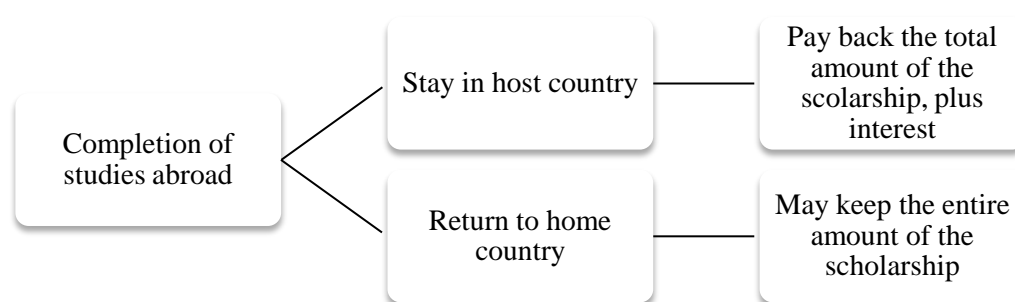 Completion of
studies abroad
Stay in host country
Pay back the total
amount of the
scolarship, plus
interest
Return to home
country
May keep the entire
amount of the
scholarship